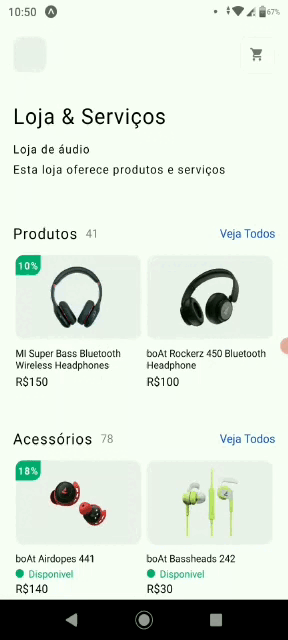 10:50
67%
Loja & Serviços
Loja de áudio
Esta loja oferece produtos e serviços
Produtos 41 Veja Todos
10%
MI Super Bass Bluetooth
Wireless Headphones
R$150
boAt Rockerz 450 Bluetooth
Headphone
R$100
Acessórios 78 Veja Todos
18%
boAt Airdopes 441
Disponivel
R$140
boAt Bassheads 242
Disponivel
R$30